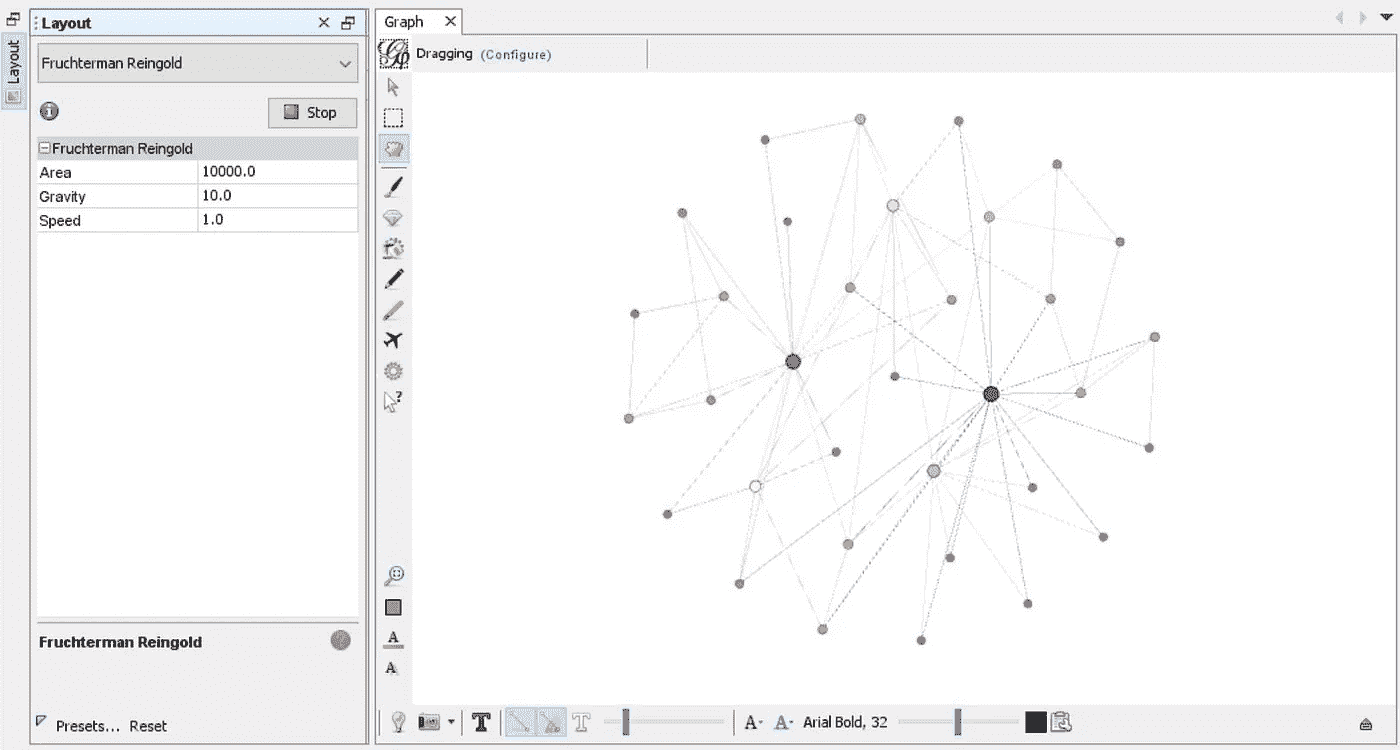 Layout
Layout
Fruchterman Reingold
Stop
Fruchterman Reingold
Area 10000.0
Gravity 10.0
Speed 1.0
Fruchterman Reingold
Presets... Reset
Graph
Dragging (Configure)
Arial Bold, 32